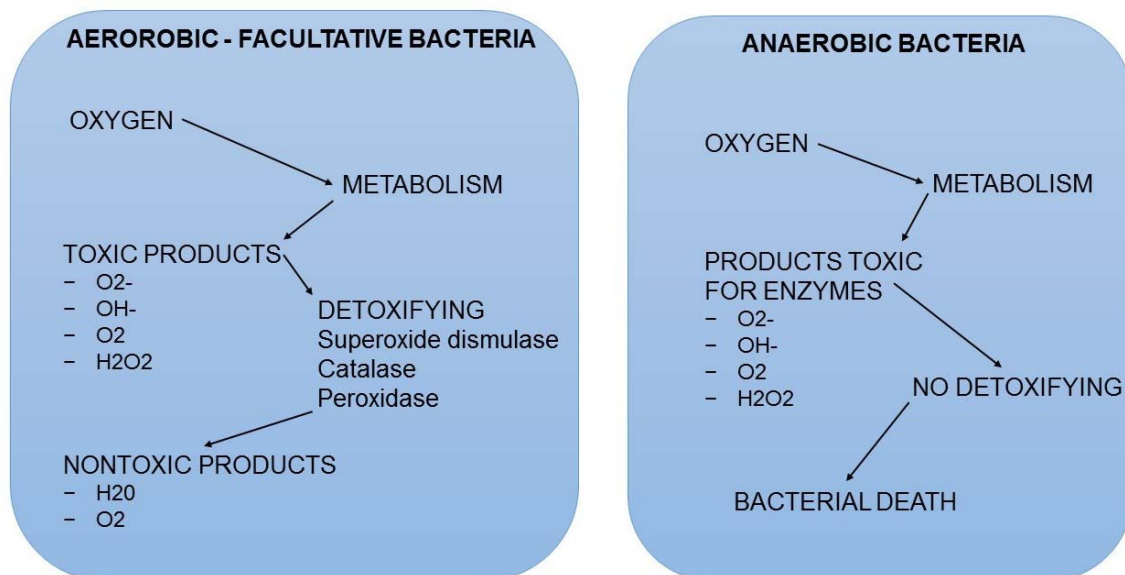 AEROROBIC - FACULTATIVE BACTERIA
OXYGEN
METABOLISM
TOXIC PRODUCTS
− O2-
− OH-
− O2
− H2O2
DETOXIFYING
Superoxide dismulase
Catalase
Peroxidase
NONTOXIC PRODUCTS
− H20
− O2
ANAEROBIC BACTERIA
OXYGEN
METABOLISM
PRODUCTS TOXIC
FOR ENZYMES
− O2-
− OH-
− O2
− H2O2
NO DETOXIFYING
BACTERIAL DEATH